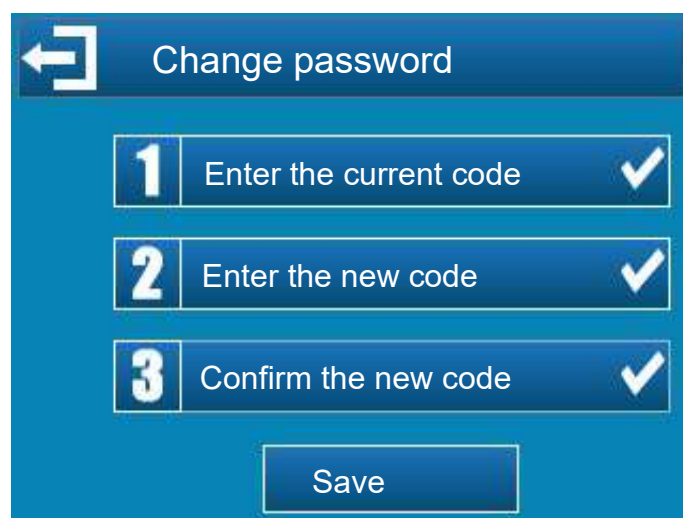 Change password
1 Enter the current code
2 Enter the new code
3 Confirm the new code
Save